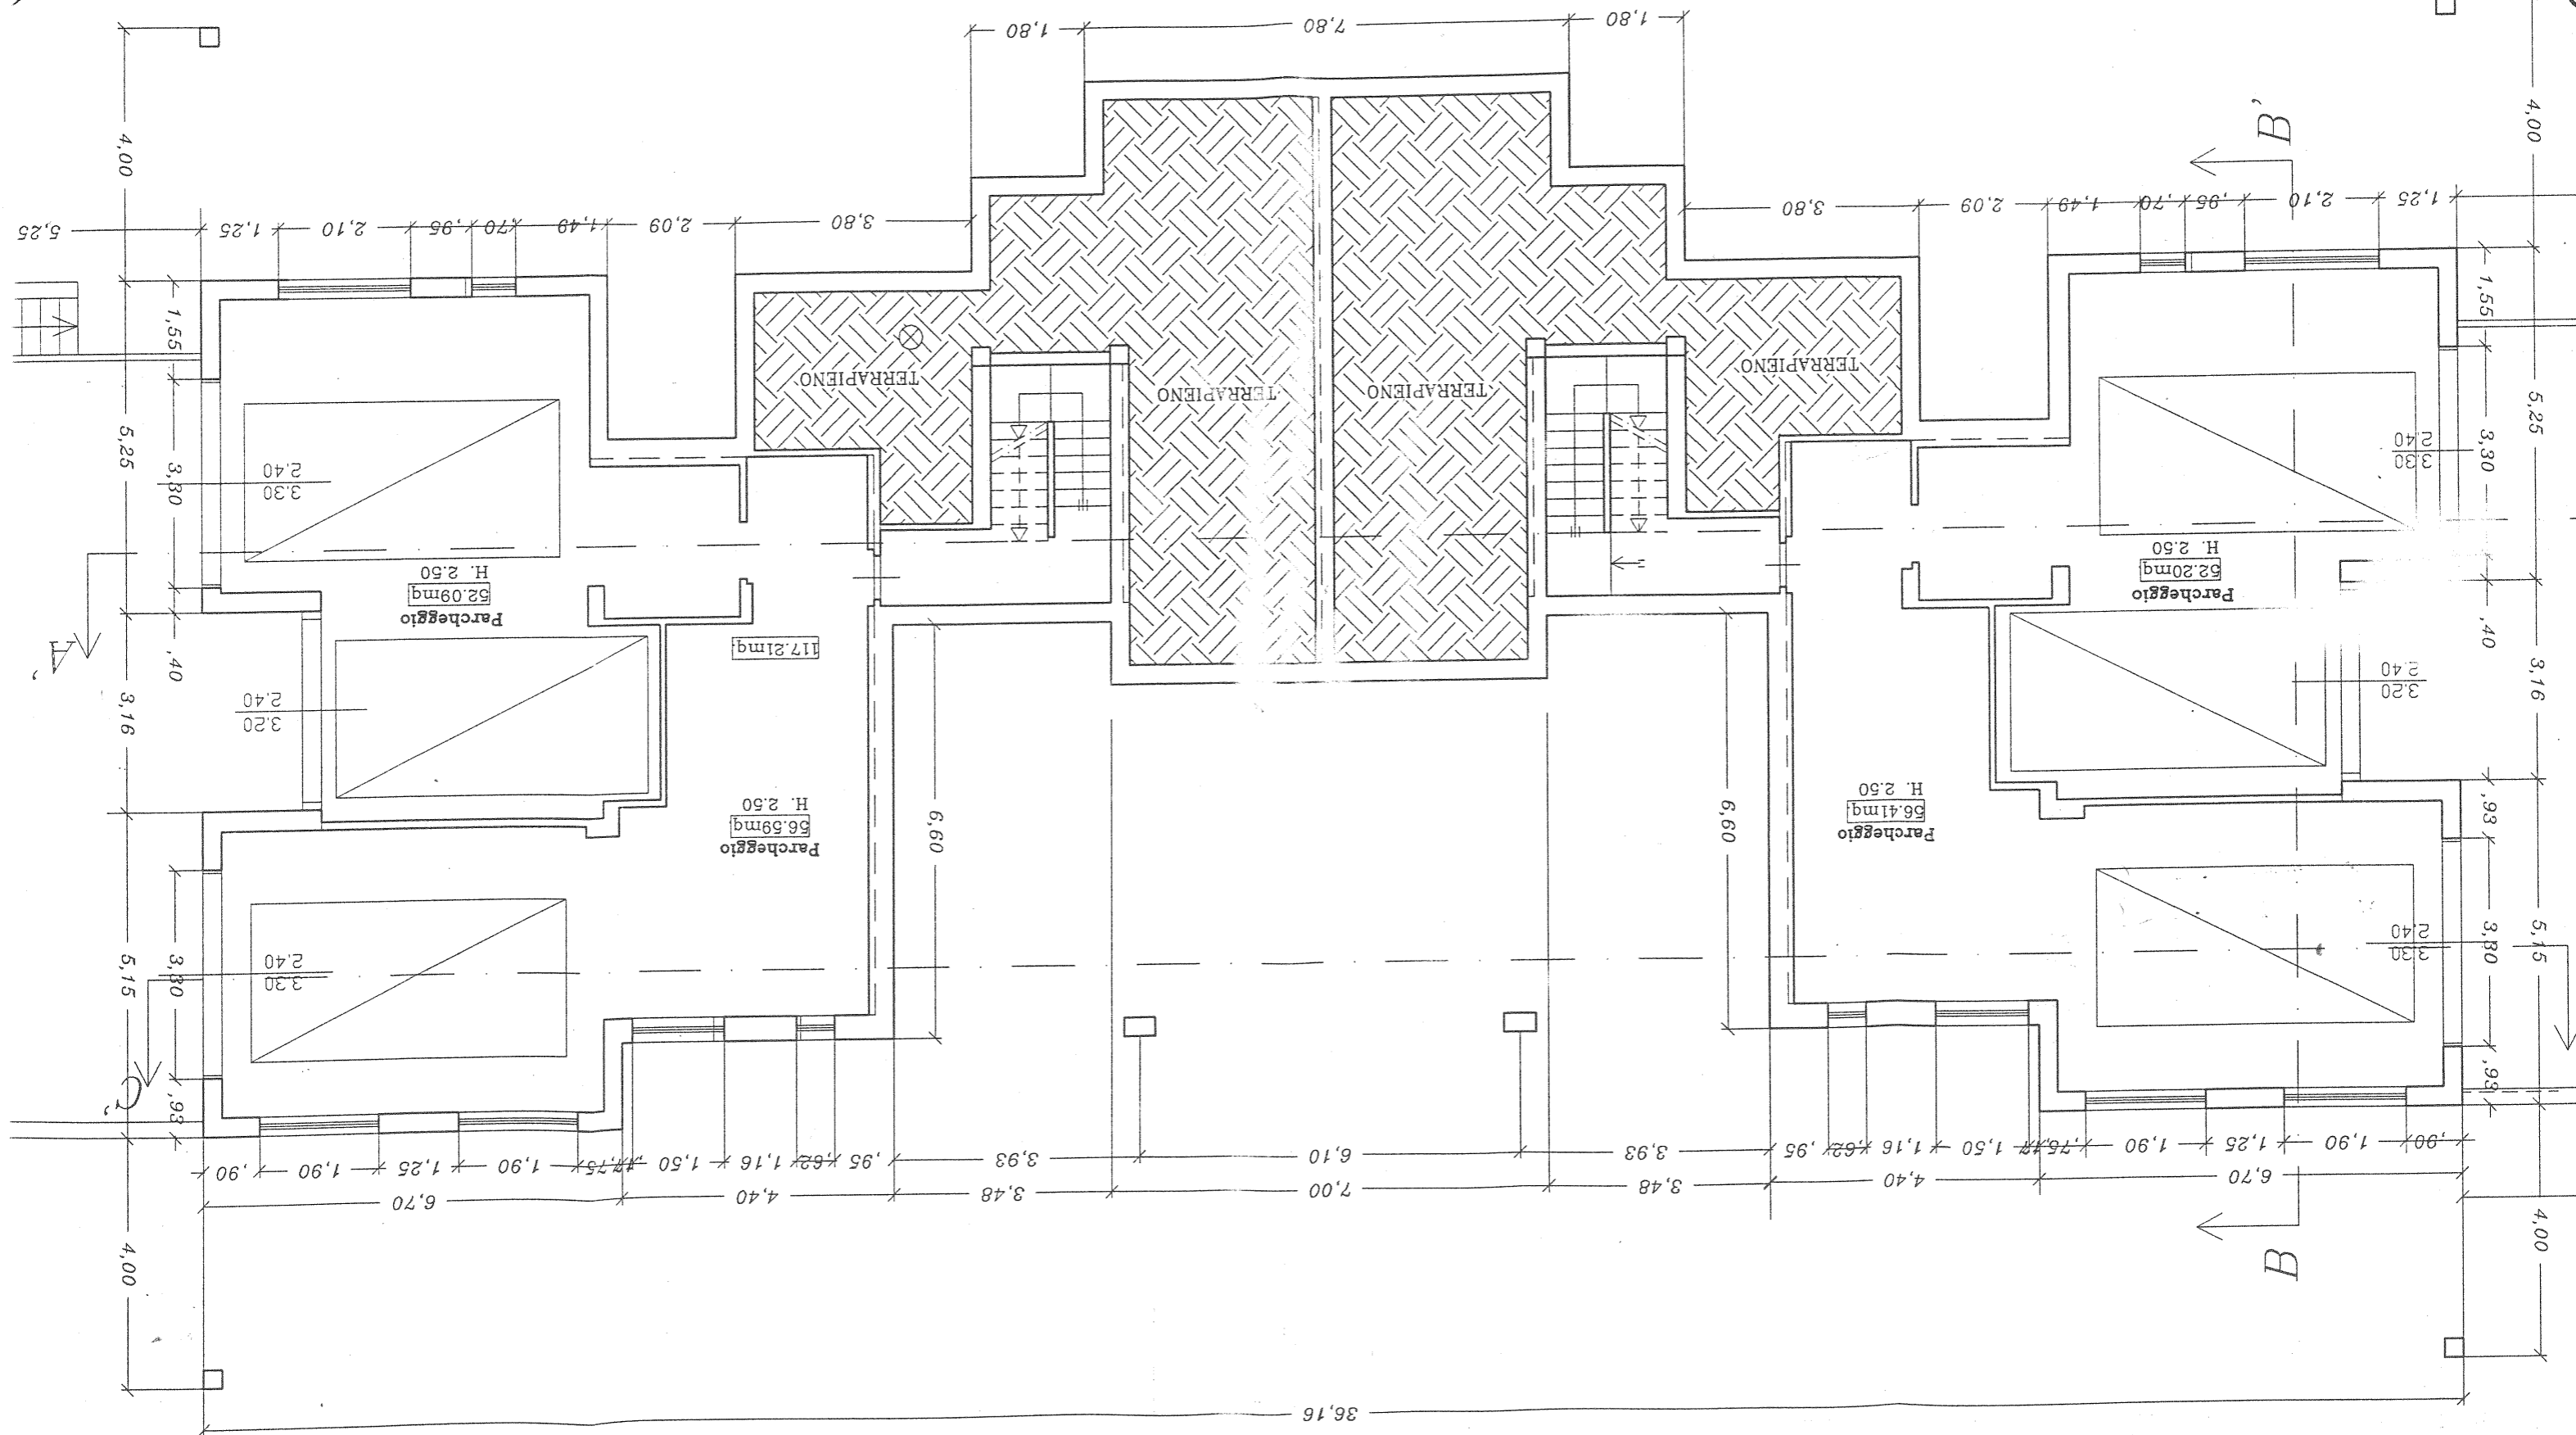 36,16
B
4,00
4,00
6,70 4,40 3,48 7,00 3,48 4,40 6,70
,90 1,90 1,25 1,90 ,75 ,17 1,50 1,16 ,62 ,95 3,93 6,10 3,93 ,95 ,62 1,16 1,50 ,17 ,75 1,90 1,25 1,90 ,90
,93
,93
5,15
3,30
3.30
2.40
3.30
2.40
3,30
5,15
,93
6,60
6,60
Parcheggio
56.41mq
H. 2.50
Parcheggio
56.59mq
H. 2.50
3,16
3.20
2.40
3.20
2.40
3,16
,40
,40
117.21mq
A'
Parcheggio
52.20mq
H. 2.50
Parcheggio
52.09mq
H. 2.50
5,25
3,30
3.30
2.40
3.30
2.40
3,30
5,25
TERRAPIENO
TERRAPIENO
TERRAPIENO
TERRAPIENO
1,55
1,55
1,25 2,10 ,95 ,70 1,49 2,09 3,80
3,80 2,09 1,49 ,70 ,95 2,10 1,25 5,25
B'
4,00
4,00
1,80 7,80 1,80